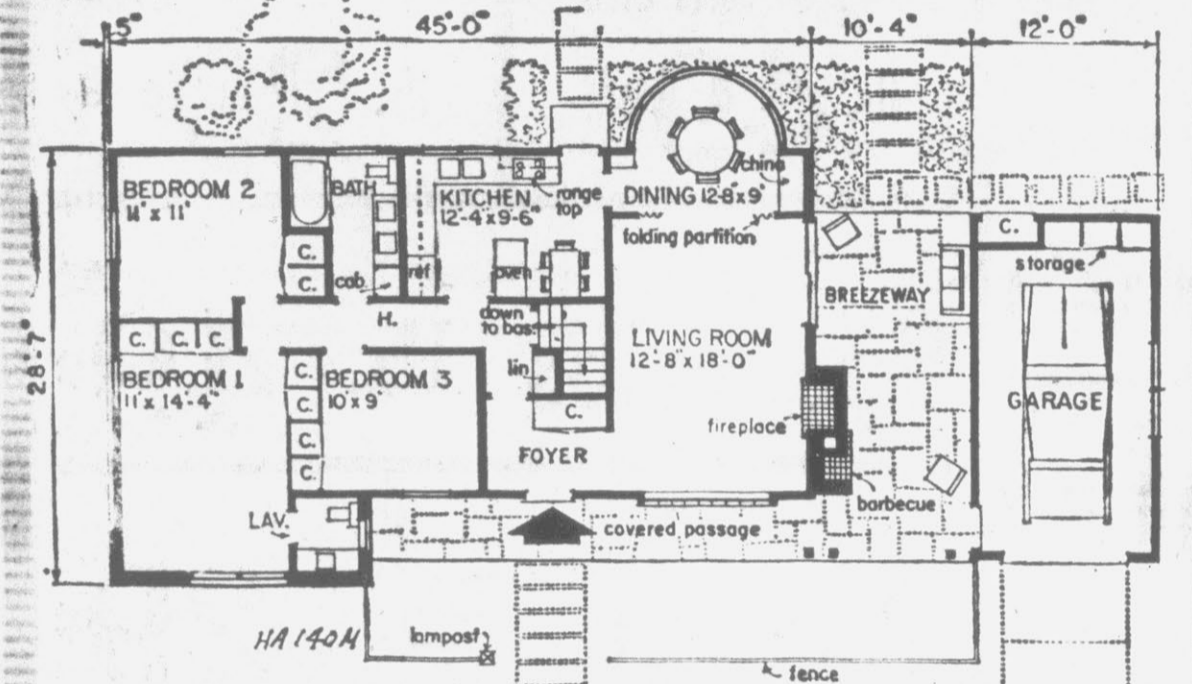 5"
45'-0"
10'-4"
12'-0"
28'-7"
BEDROOM 2
11' x 11'
BATH
C.
C.
cab.
KITCHEN
12'-4" x 9'-6"
range
top
ref
oven
DINING 12'-8" x 9'
china
folding partition
C.
storage
BREEZEWAY
H.
down
to bas.
lin
C.
LIVING ROOM
12'-8" x 18'-0"
C.
C.
C.
BEDROOM 1
11' x 14'-4"
C.
C.
C.
C.
BEDROOM 3
10' x 9'
GARAGE
fireplace
FOYER
barbecue
LAV.
covered passage
HA 140M
lampost
fence